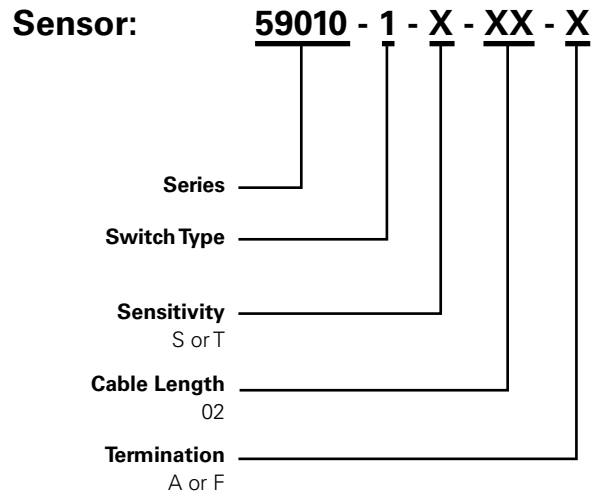 Sensor: 59010 - 1 - X - XX - X
Series
Switch Type
Sensitivity
S or T
Cable Length
02
Termination
A or F